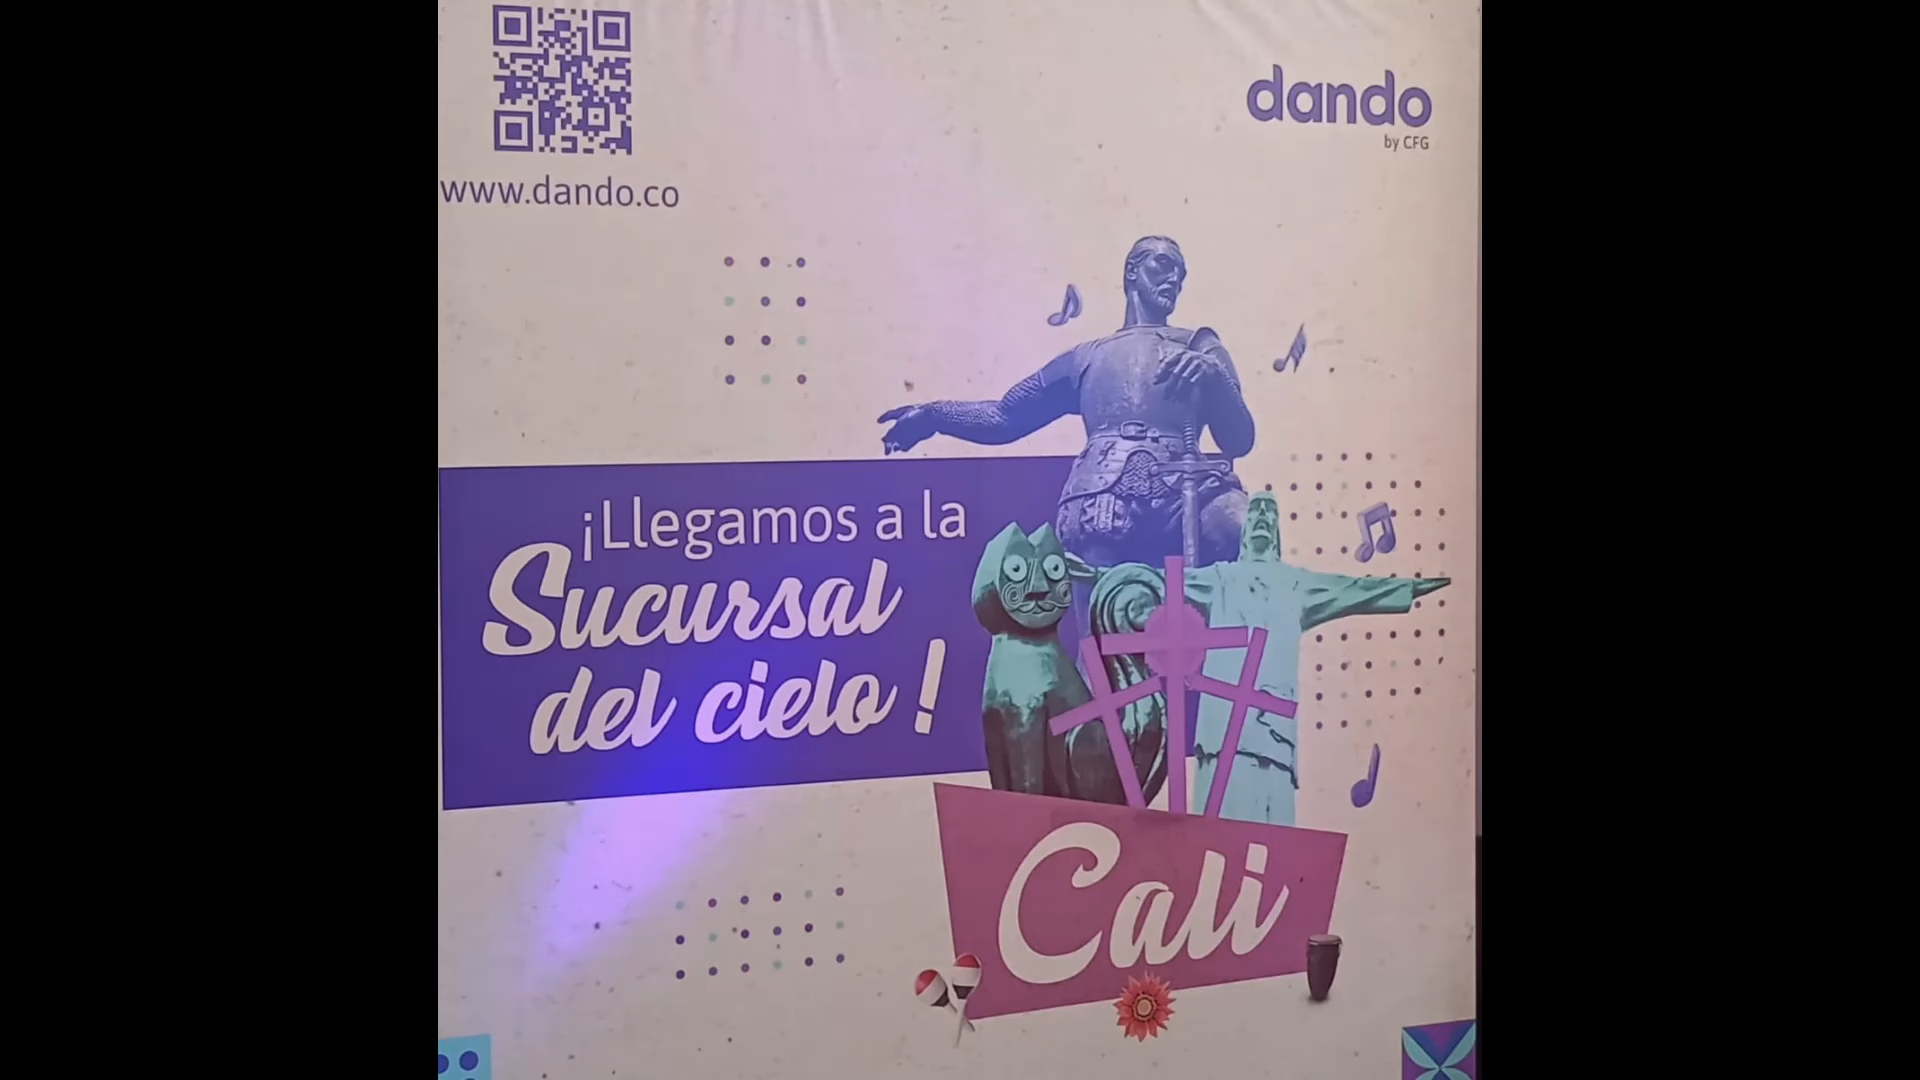 www.dando.co
dando
by CFG
¡Llegamos a la
Sucursal
del cielo!
Cali